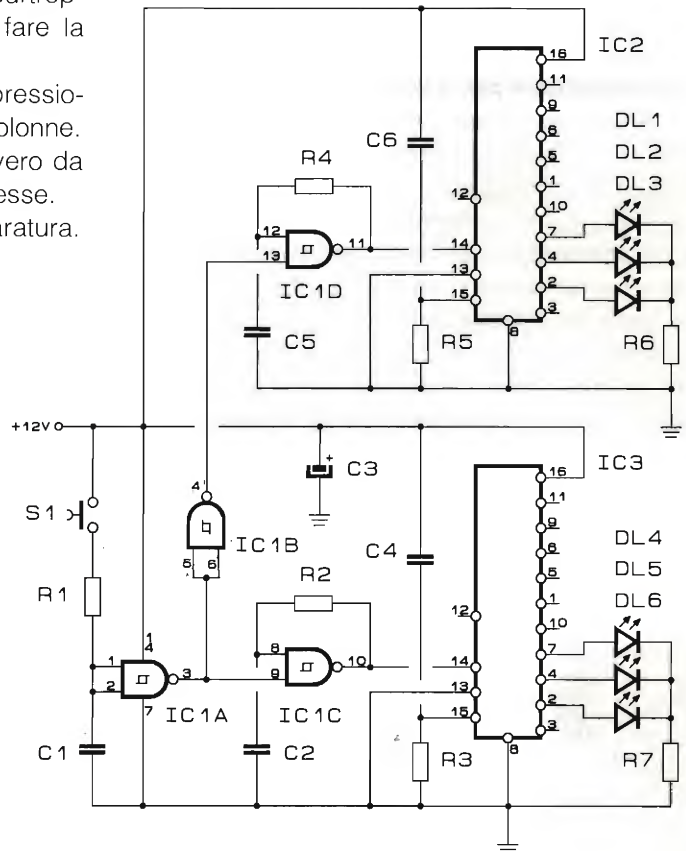 fare la
pressio-
olonne.
vero da
esse.
aratura.
16
IC2
11
9
6
5
1
10
7
4
2
3
12
14
13
15
8
C6
R4
12
13
11
IC1D
C5
R5
DL1
DL2
DL3
R6
+12V
S1
R1
C1
1
2
3
14
7
IC1A
4
5
6
IC1B
C3
+
C4
R2
8
9
10
IC1C
C2
R3
16
IC3
11
9
6
5
1
10
7
4
2
3
12
14
13
15
8
DL4
DL5
DL6
R7